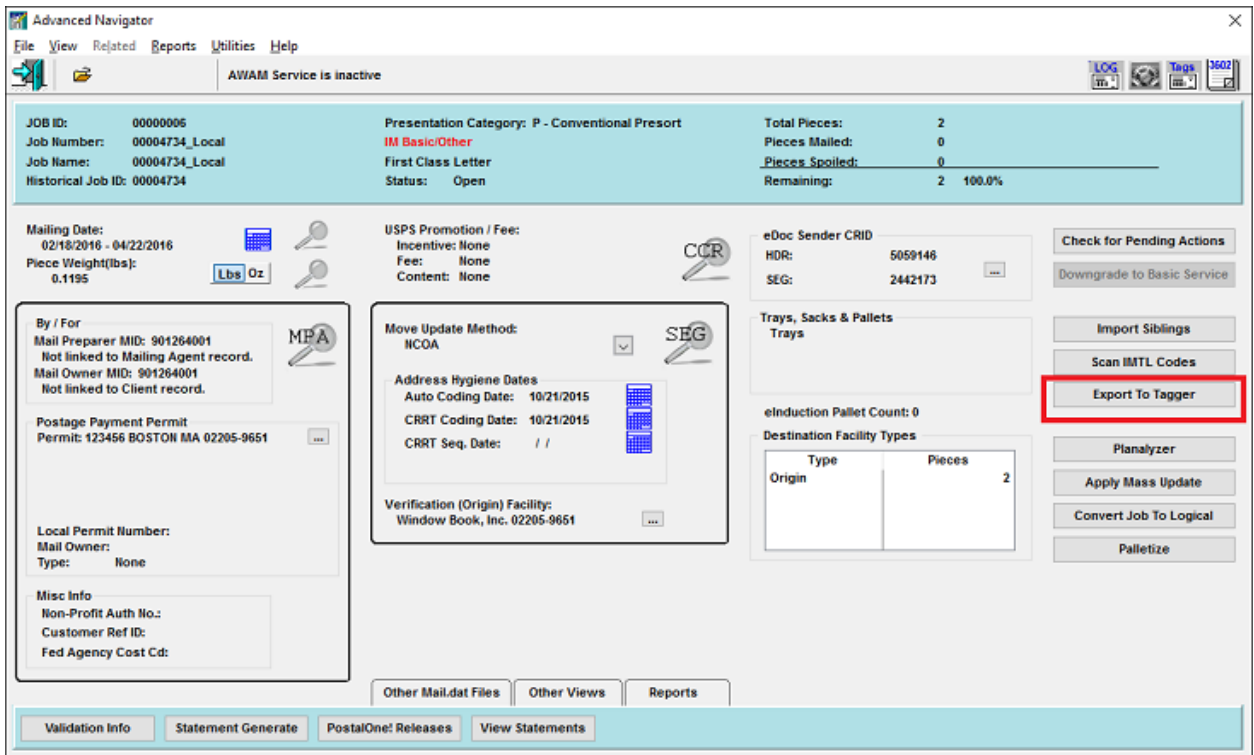 Advanced Navigator
File View Related Reports Utilities Help
AWAM Service is inactive
LOG
Tags
3602
JOB ID: 00000006
Job Number: 00004734_Local
Job Name: 00004734_Local
Historical Job ID: 00004734
Presentation Category: P - Conventional Presort
IM Basic/Other
First Class Letter
Status: Open
Total Pieces: 2
Pieces Mailed: 0
Pieces Spoiled: 0
Remaining: 2 100.0%
Mailing Date:
02/18/2016 - 04/22/2016
Piece Weight(lbs):
0.1195
Lbs Oz
USPS Promotion / Fee:
Incentive: None
Fee: None
Content: None
CCR
eDoc Sender CRID
HDR: 5059146
SEG: 2442173
...
Check for Pending Actions
Downgrade to Basic Service
By / For
Mail Preparer MID: 901264001
Not linked to Mailing Agent record.
Mail Owner MID: 901264001
Not linked to Client record.
MPA
Postage Payment Permit
Permit: 123456 BOSTON MA 02205-9651
...
Local Permit Number:
Mail Owner:
Type: None
Misc Info
Non-Profit Auth No.:
Customer Ref ID:
Fed Agency Cost Cd:
Move Update Method:
NCOA
SEG
Address Hygiene Dates
Auto Coding Date: 10/21/2015
CRRT Coding Date: 10/21/2015
CRRT Seq. Date: / /
Verification (Origin) Facility:
Window Book, Inc. 02205-9651
...
Trays, Sacks & Pallets
Trays
eInduction Pallet Count: 0
Destination Facility Types
Type Pieces
Origin 2
Import Siblings
Scan IMTL Codes
Export To Tagger
Planalyzer
Apply Mass Update
Convert Job To Logical
Palletize
Other Mail.dat Files Other Views Reports
Validation Info Statement Generate PostalOne! Releases View Statements